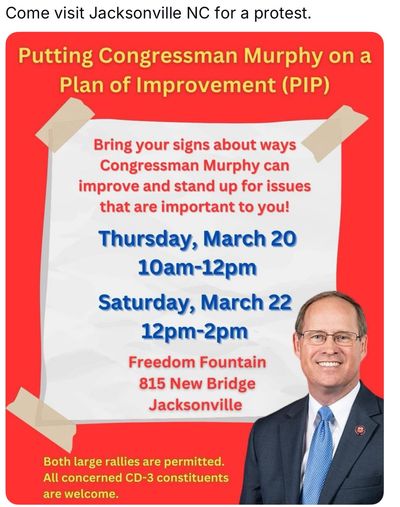 Come visit Jacksonville NC for a protest.
Putting Congressman Murphy on a
Plan of Improvement (PIP)
Bring your signs about ways
Congressman Murphy can
improve and stand up for issues
that are important to you!
Thursday, March 20
10am-12pm
Saturday, March 22
12pm-2pm
Freedom Fountain
815 New Bridge
Jacksonville
Both large rallies are permitted.
All concerned CD-3 constituents
are welcome.